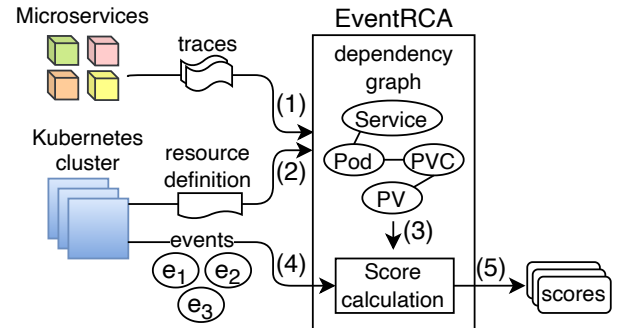 Microservices
EventRCA
traces
dependency
graph
(1)
Service
Kubernetes
cluster
resource
definition
(2)
Pod
PVC
PV
(3)
events
(4)
e1
e2
e3
Score
calculation
(5)
scores